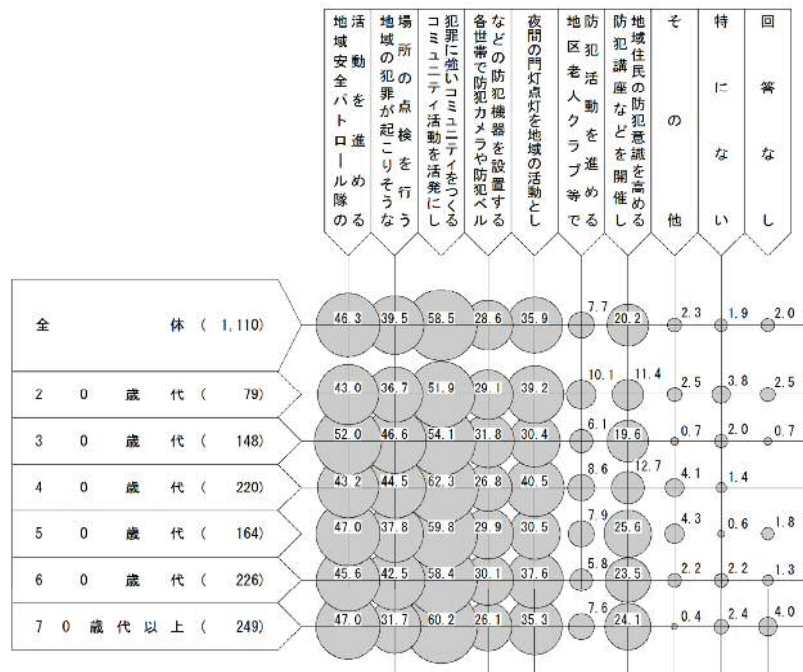 地域安全パトロール隊の
活動を進める
地域の犯罪が起こりそうな
場所の点検を行う
犯罪に強いコミュニティをつくる
コミュニティ活動を活発にし
各世帯で防犯カメラや防犯ベル
などの防犯機器を設置する
夜間の門灯点灯を地域の活動とし
地区老人クラブ等で
防犯活動を進める
防犯講座などを開催し
地域住民の防犯意識を高める
その他
特にない
回答なし
全体(1,110) 46.3 39.5 58.5 28.6 35.9 7.7 20.2 2.3 1.9 2.0
20歳代(79) 43.0 36.7 51.9 29.1 39.2 10.1 11.4 2.5 3.8 2.5
30歳代(148) 52.0 46.6 54.1 31.8 30.4 6.1 19.6 0.7 2.0 0.7
40歳代(220) 43.2 44.5 62.3 26.8 40.5 8.6 12.7 4.1 1.4
50歳代(164) 47.0 37.8 59.8 29.9 30.5 7.9 25.6 4.3 0.6 1.8
60歳代(226) 45.6 42.5 58.4 30.1 37.6 5.8 23.5 2.2 2.2 1.3
70歳代以上(249) 47.0 31.7 60.2 26.1 35.3 7.6 24.1 0.4 2.4 4.0